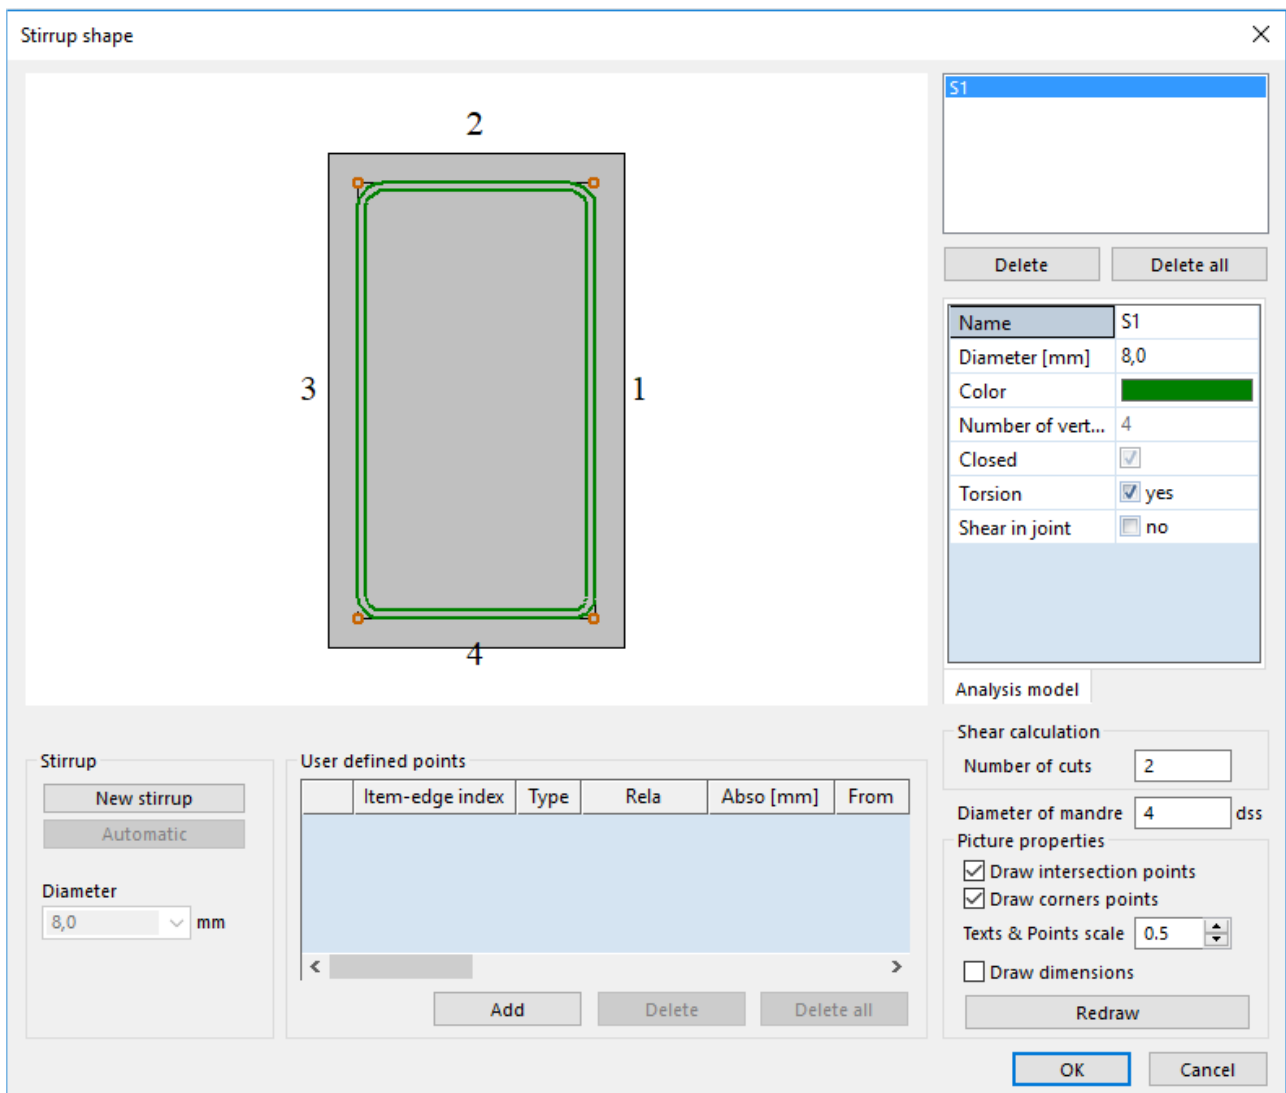 Stirrup shape
2
3
1
4
S1
Delete
Delete all
Name
S1
Diameter [mm]
8,0
Color
Number of vert...
4
Closed
Torsion
yes
Shear in joint
no
Analysis model
Shear calculation
Number of cuts
2
Diameter of mandre
4
dss
Picture properties
Draw intersection points
Draw corners points
Texts & Points scale
0.5
Draw dimensions
Redraw
Stirrup
New stirrup
Automatic
Diameter
8,0
mm
User defined points
Item-edge index
Type
Rela
Abso [mm]
From
Add
Delete
Delete all
OK
Cancel